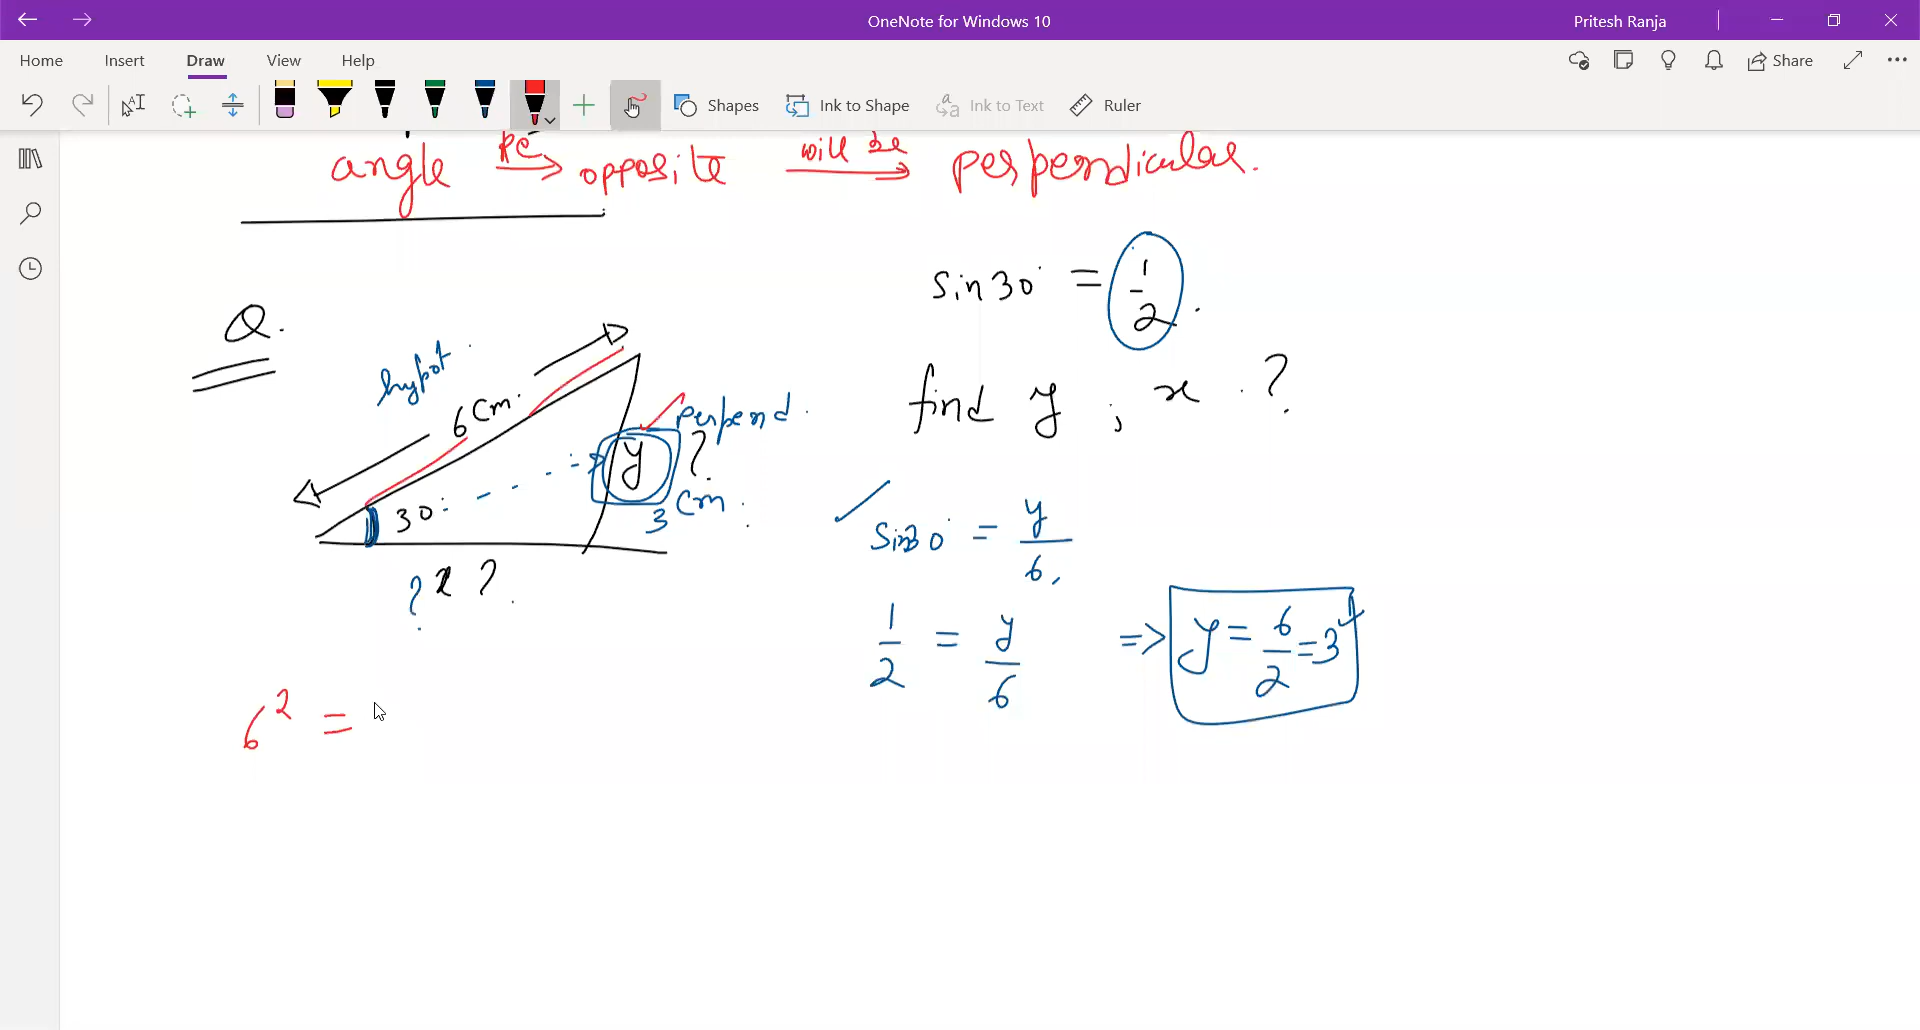 OneNote for Windows 10
Pritesh Ranja
Home Insert Draw View Help
Share
Shapes Ink to Shape Ink to Text Ruler
angle opposite will be perpendicular.
Q.
sin 30° = 1/2.
hypot.
6 cm.
find y ; x . ?
perpend.
y ?
30°
3 cm.
sin 30° = y/6,
? x ?
1/2 = y/6 => y = 6/2 = 3
6² =